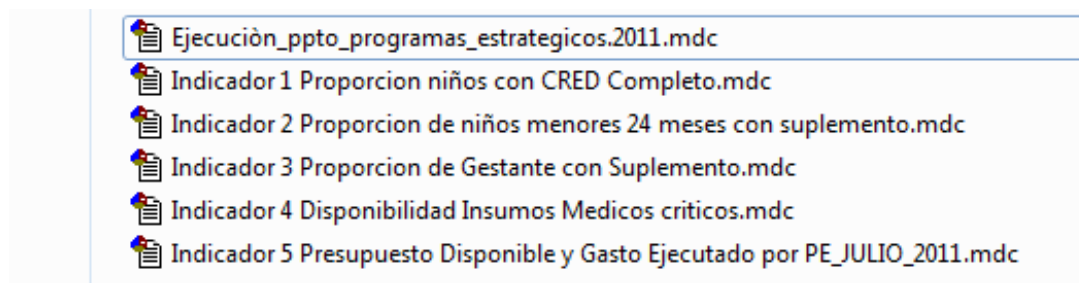 Ejecuciòn_ppto_programas_estrategicos.2011.mdc
Indicador 1 Proporcion niños con CRED Completo.mdc
Indicador 2 Proporcion de niños menores 24 meses con suplemento.mdc
Indicador 3 Proporcion de Gestante con Suplemento.mdc
Indicador 4 Disponibilidad Insumos Medicos criticos.mdc
Indicador 5 Presupuesto Disponible y Gasto Ejecutado por PE_JULIO_2011.mdc